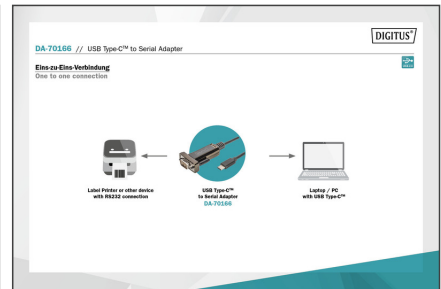 DIGITUS®
DA-70166 // USB Type-C™ to Serial Adapter
Eins-zu-Eins-Verbindung
One to one connection
Label Printer or other device
with RS232 connection
USB Type-C™
to Serial Adapter
DA-70166
Laptop / PC
with USB Type-C™